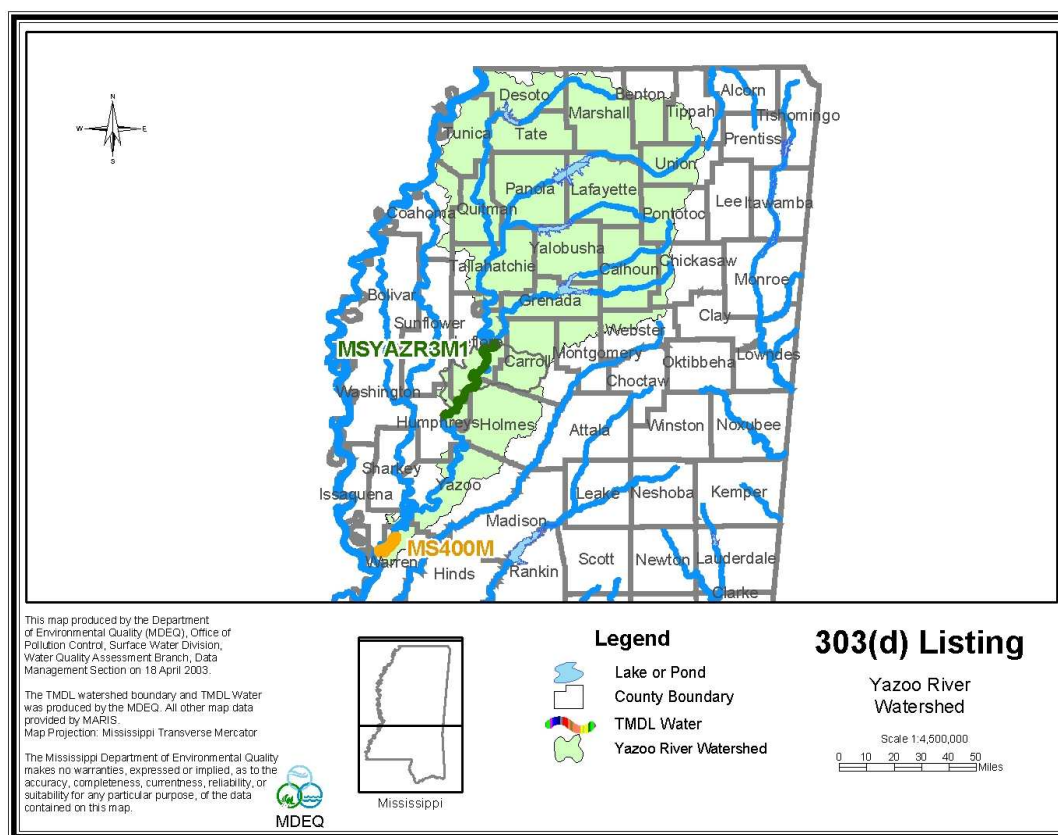 N
W E
S
Desoto
Benton
Alcorn
Marshall
Tippah
Tishomingo
Tunica
Tate
Prentiss
Union
Panola
Lafayette
Lee
Itawamba
Coahoma
Quitman
Pontotoc
Yalobusha
Tallahatchie
Calhoun
Chickasaw
Monroe
Bolivar
Grenada
Sunflower
Clay
Webster
MSYAZR3M1
Carroll
Montgomery
Oktibbeha
Lowndes
Choctaw
Washington
Humphreys
Holmes
Attala
Winston
Noxubee
Sharkey
Yazoo
Issaquena
Leake
Neshoba
Kemper
Madison
MS400M
Warren
Hinds
Rankin
Scott
Newton
Lauderdale
Clarke
This map produced by the Department
of Environmental Quality (MDEQ), Office of
Pollution Control, Surface Water Division,
Water Quality Assessment Branch, Data
Management Section on 18 April 2003.
The TMDL watershed boundary and TMDL Water
was produced by the MDEQ. All other map data
provided by MARIS.
Map Projection: Mississippi Transverse Mercator
The Mississippi Department of Environmental Quality
makes no warranties, expressed or implied, as to the
accuracy, completeness, currentness, reliability, or
suitability for any particular purpose, of the data
contained on this map.
MDEQ
Mississippi
Legend
Lake or Pond
County Boundary
TMDL Water
Yazoo River Watershed
303(d) Listing
Yazoo River
Watershed
Scale 1:4,500,000
0 10 20 30 40 50
Miles